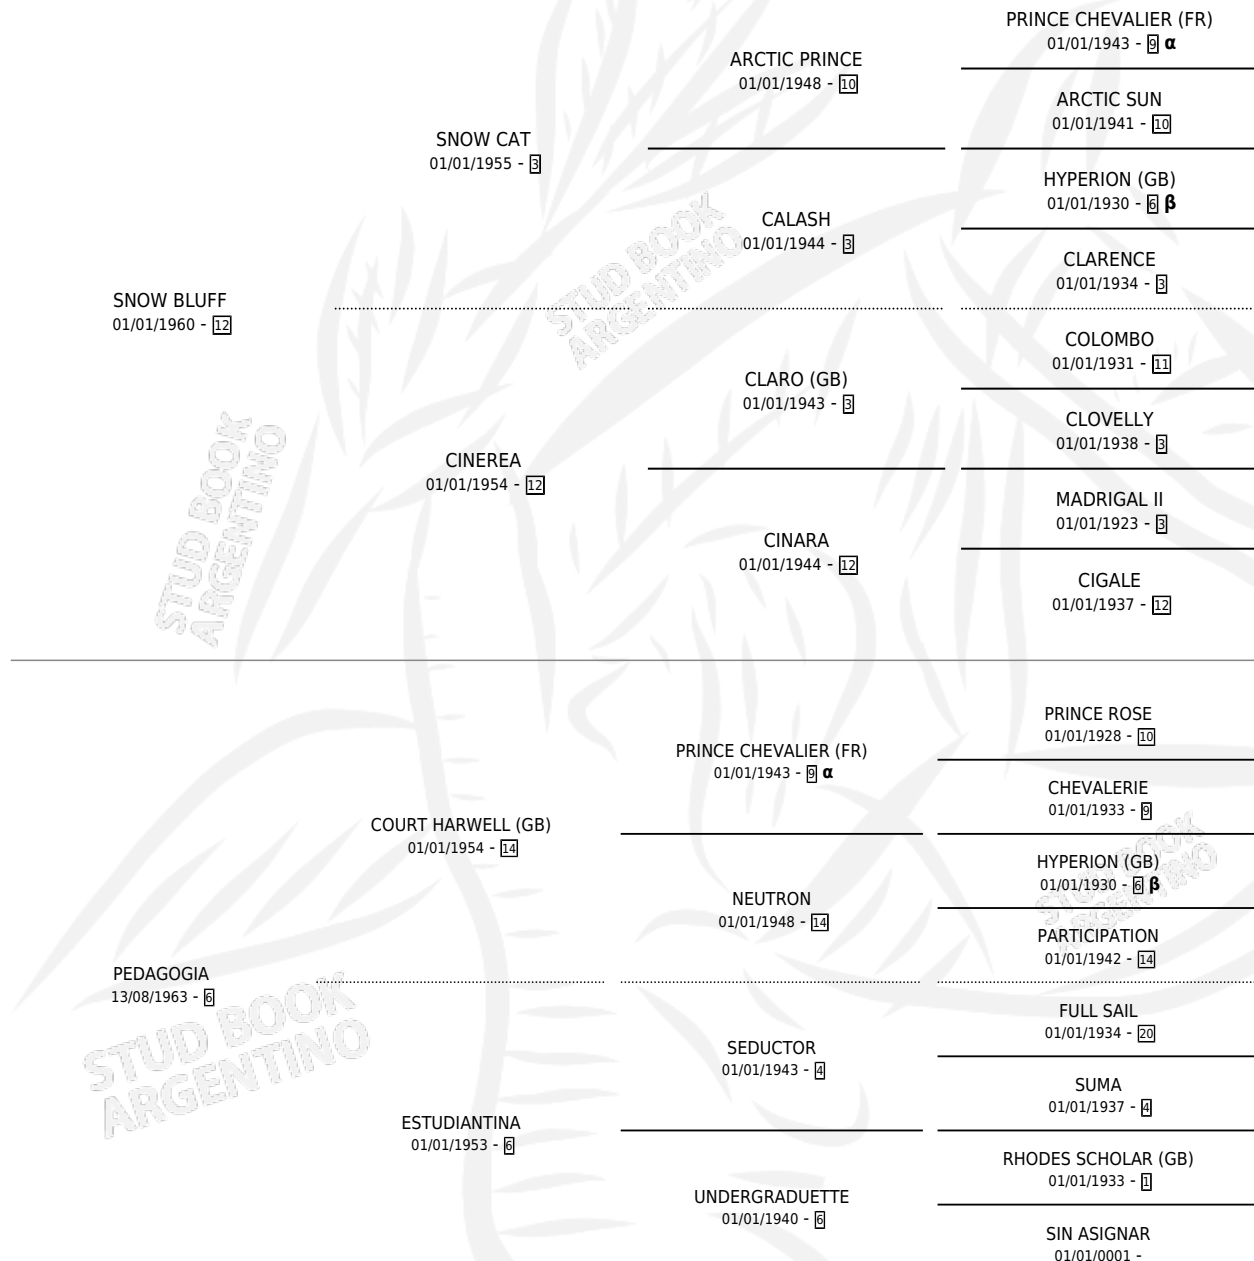 PRINCE CHEVALIER (FR)
01/01/1943 - 9 α
ARCTIC PRINCE
01/01/1948 - 10
ARCTIC SUN
01/01/1941 - 10
SNOW CAT
01/01/1955 - 3
HYPERION (GB)
01/01/1930 - 6 β
CALASH
01/01/1944 - 3
CLARENCE
01/01/1934 - 3
SNOW BLUFF
01/01/1960 - 12
COLOMBO
01/01/1931 - 11
CLARO (GB)
01/01/1943 - 3
CLOVELLY
01/01/1938 - 3
CINEREA
01/01/1954 - 12
MADRIGAL II
01/01/1923 - 3
CINARA
01/01/1944 - 12
CIGALE
01/01/1937 - 12
STUD BOOK
ARGENTINO
STUD BOOK
ARGENTINO
PRINCE ROSE
01/01/1928 - 10
PRINCE CHEVALIER (FR)
01/01/1943 - 9 α
CHEVALERIE
01/01/1933 - 9
COURT HARWELL (GB)
01/01/1954 - 14
HYPERION (GB)
01/01/1930 - 6 β
NEUTRON
01/01/1948 - 14
PARTICIPATION
01/01/1942 - 14
STUD BOOK
ARGENTINO
PEDAGOGIA
13/08/1963 - 6
FULL SAIL
01/01/1934 - 20
SEDUCTOR
01/01/1943 - 4
SUMA
01/01/1937 - 4
ESTUDIANTINA
01/01/1953 - 6
RHODES SCHOLAR (GB)
01/01/1933 - 1
UNDERGRADUETTE
01/01/1940 - 6
SIN ASIGNAR
01/01/0001 -
STUD BOOK
ARGENTINO